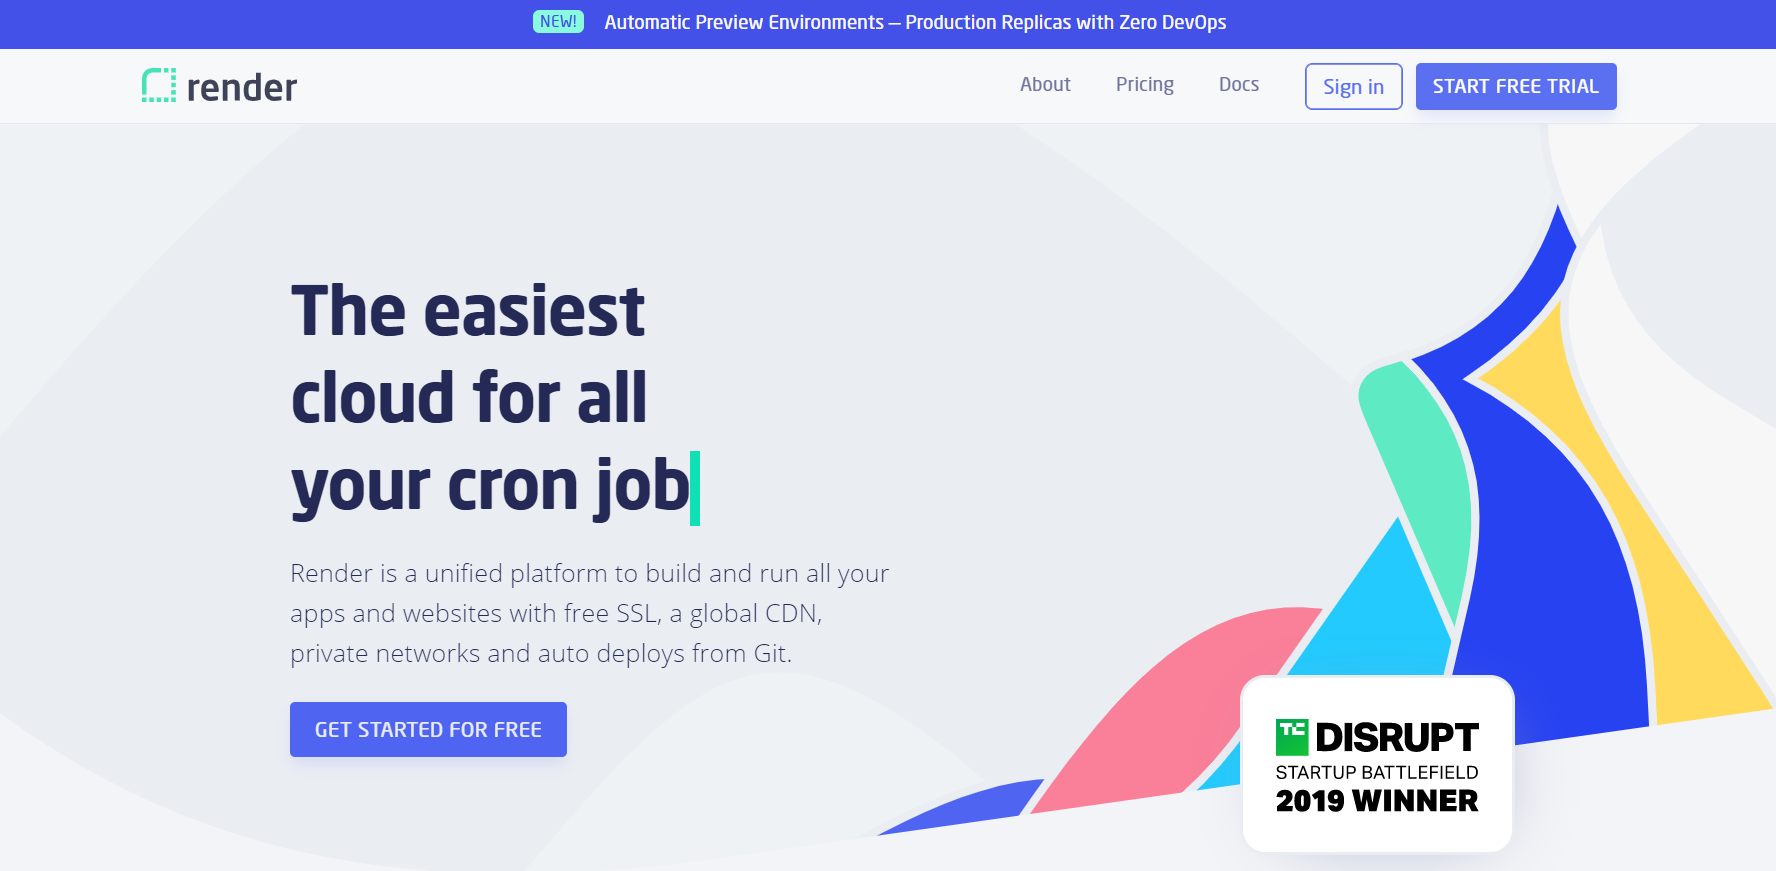 NEW! Automatic Preview Environments — Production Replicas with Zero DevOps
render About Pricing Docs Sign in START FREE TRIAL
The easiest
cloud for all
your cron job
Render is a unified platform to build and run all your
apps and websites with free SSL, a global CDN,
private networks and auto deploys from Git.
GET STARTED FOR FREE
TC DISRUPT
STARTUP BATTLEFIELD
2019 WINNER